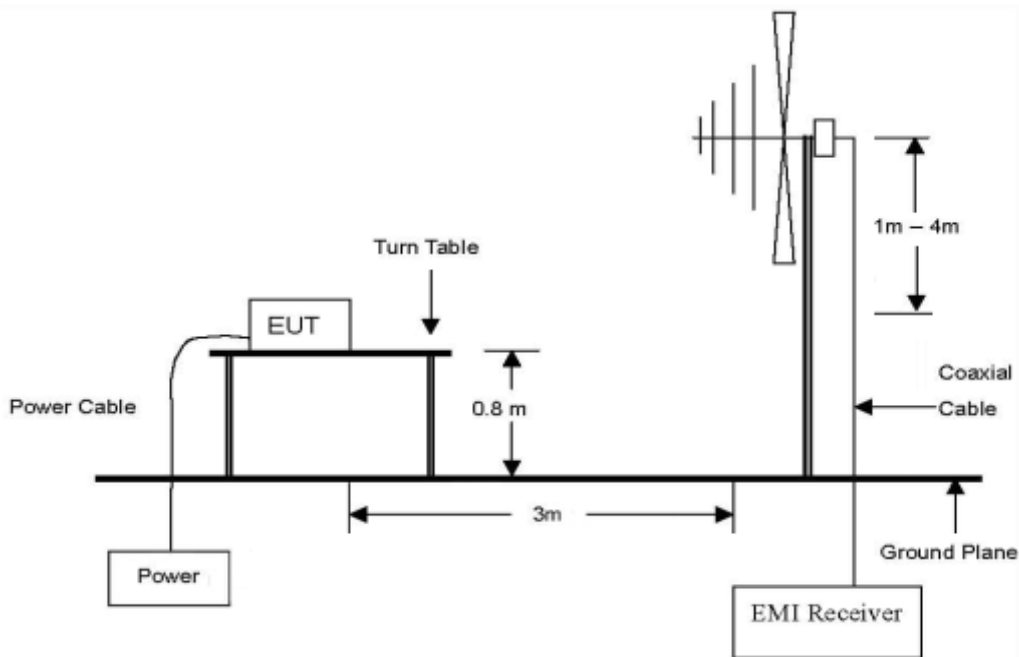 1m – 4m
Turn Table
EUT
Coaxial
Cable
Power Cable
0.8 m
3m
Ground Plane
Power
EMI Receiver